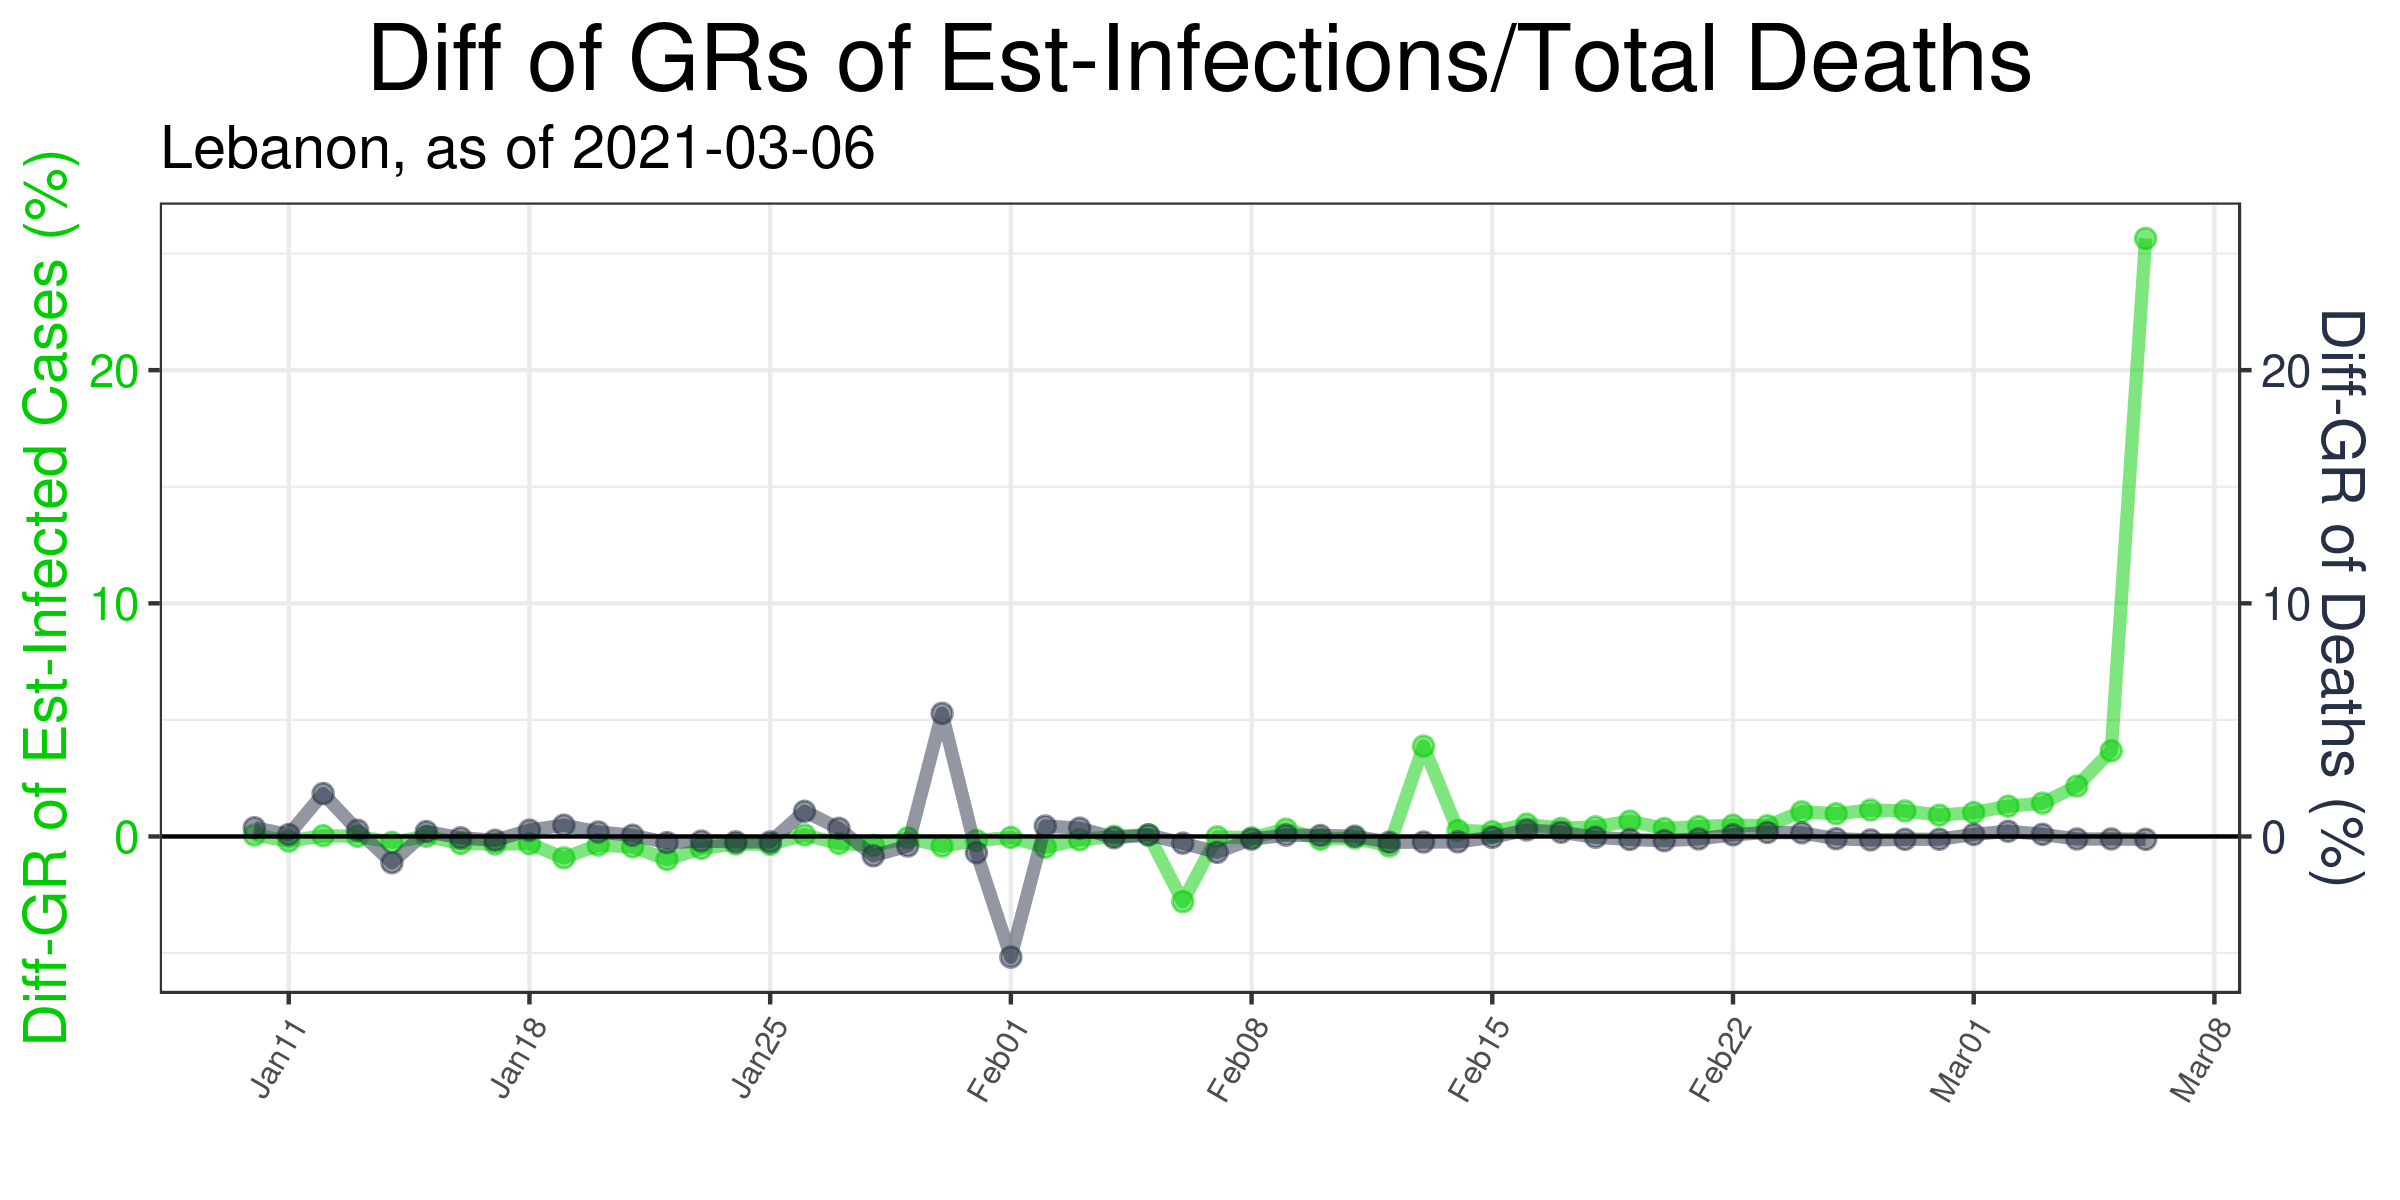 Diff of GRs of Est-Infections/Total Deaths
Lebanon, as of 2021-03-06
Diff-GR of Est-Infected Cases (%)
20
10
0
20
10
0
Diff-GR of Deaths (%)
Jan11
Jan18
Jan25
Feb01
Feb08
Feb15
Feb22
Mar01
Mar08